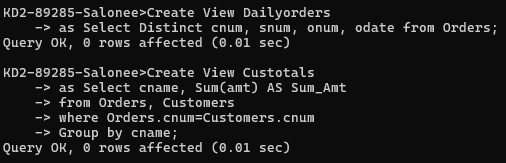 KD2-89285-Salonee>Create View Dailyorders
    -> as Select Distinct cnum, snum, onum, odate from Orders;
Query OK, 0 rows affected (0.01 sec)

KD2-89285-Salonee>Create View Custotals
    -> as Select cname, Sum(amt) AS Sum_Amt
    -> from Orders, Customers
    -> where Orders.cnum=Customers.cnum
    -> Group by cname;
Query OK, 0 rows affected (0.01 sec)